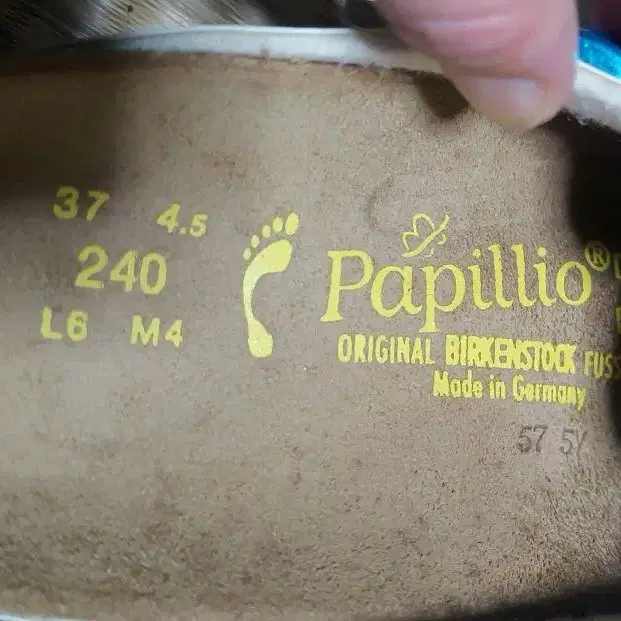 37 4.5
240
L6 M4
Papillio®
ORIGINAL BIRKENSTOCK
Made in Germany
57